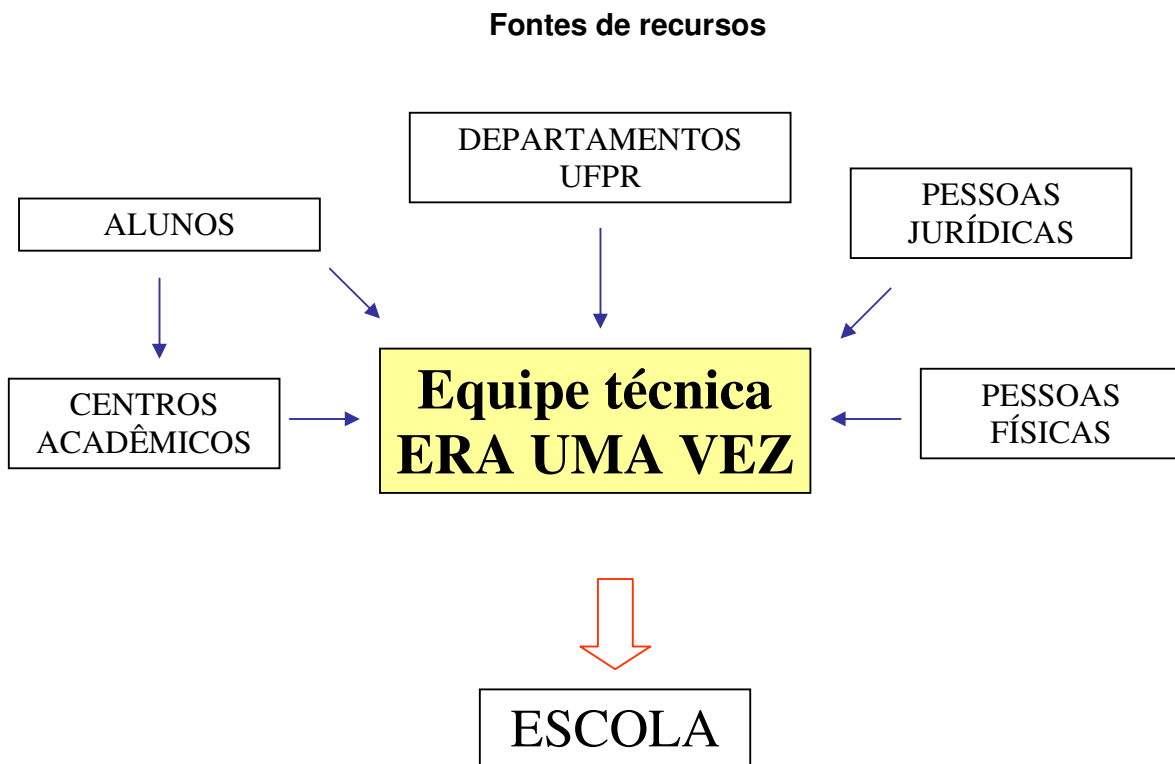 Fontes de recursos
DEPARTAMENTOS
UFPR
ALUNOS
PESSOAS
JURÍDICAS
CENTROS
ACADÊMICOS
Equipe técnica
ERA UMA VEZ
PESSOAS
FÍSICAS
ESCOLA